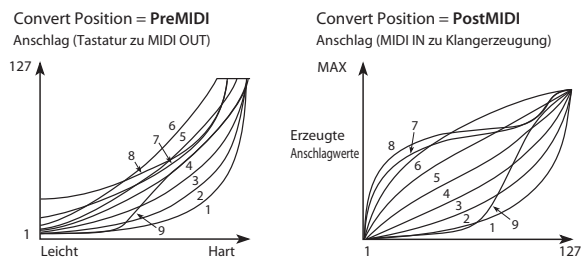 Convert Position = PreMIDI
Anschlag (Tastatur zu MIDI OUT)
127
1
Leicht
Hart
6
5
7
8
4
3
2
1
9
Convert Position = PostMIDI
Anschlag (MIDI IN zu Klangerzeugung)
MAX
Erzeugte
Anschlagwerte
7
8
6
5
4
3
2
1
9
1
127